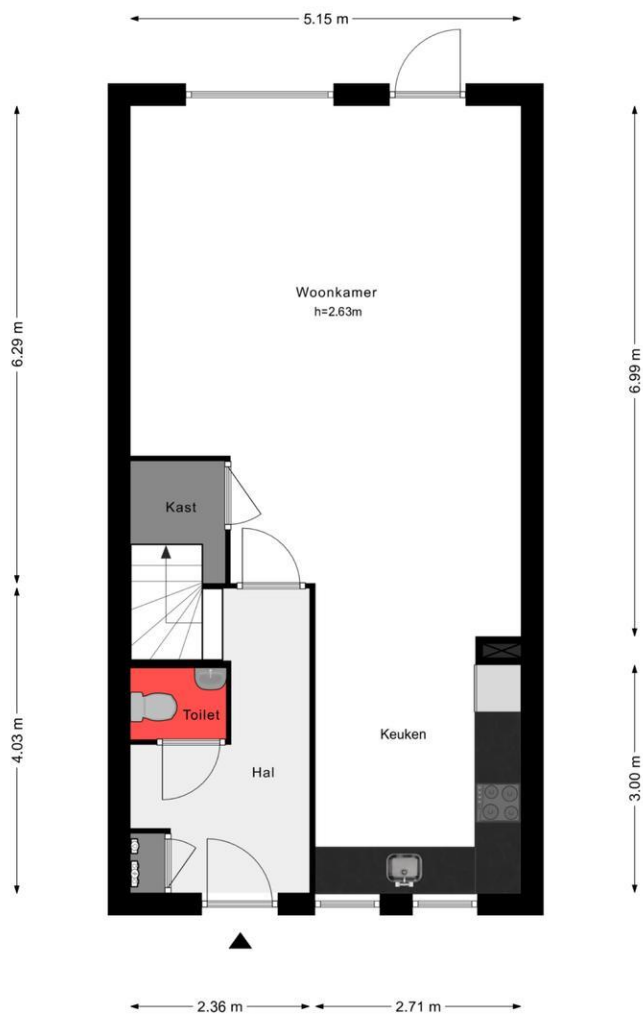 5.15 m
Woonkamer
h=2.63m
6.29 m
6.99 m
Kast
Toilet
Keuken
Hal
4.03 m
3.00 m
2.36 m
2.71 m